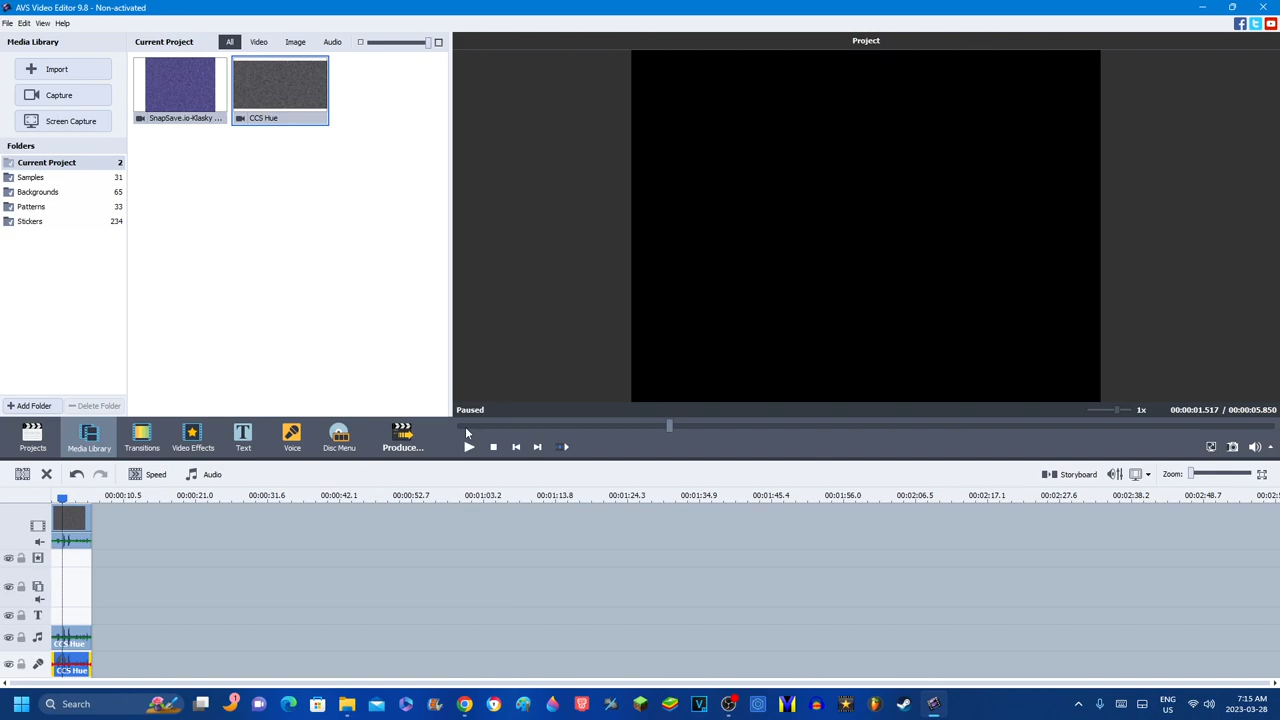 AVS Video Editor 9.8 - Non-activated
File Edit View Help
Media Library
Current Project All Video Image Audio
Project
Import
Capture
Screen Capture
SnapSave.io-Klasky ...
CCS Hue
Folders
Current Project 2
Samples 31
Backgrounds 65
Patterns 33
Stickers 234
Add Folder Delete Folder
Paused 1x 00:00:01.517 / 00:00:05.850
Projects Media Library Transitions Video Effects Text Voice Disc Menu Produce...
Speed Audio Storyboard Zoom:
00:00:10.5 00:00:21.0 00:00:31.6 00:00:42.1 00:00:52.7 00:01:03.2 00:01:13.8 00:01:24.3 00:01:34.9 00:01:45.4 00:01:56.0 00:02:06.5 00:02:17.1 00:02:27.6 00:02:38.2 00:02:48.7
T
CCS Hue
CCS Hue
Search
1
ENG
US
7:15 AM
2023-03-28